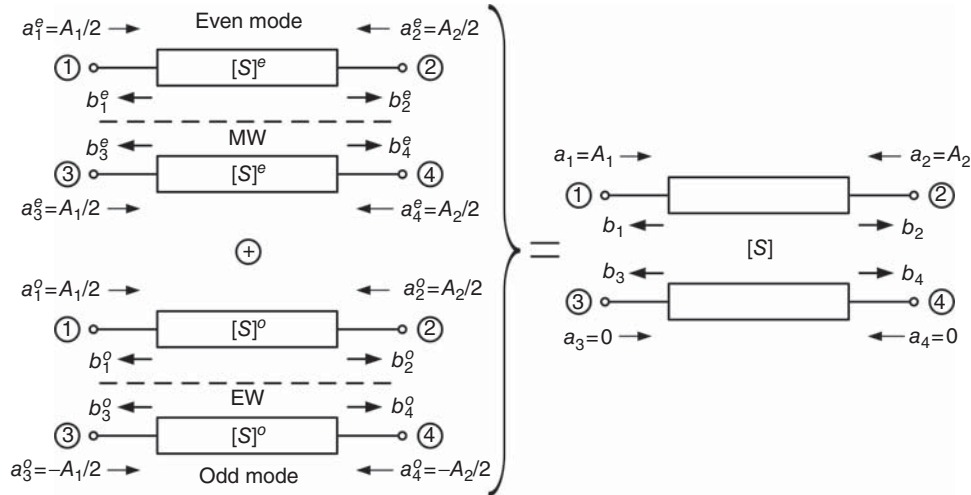 a₁ᵉ=A₁/2 Even mode a₂ᵉ=A₂/2
① [S]ᵉ ②
b₁ᵉ b₂ᵉ
b₃ᵉ MW b₄ᵉ
③ [S]ᵉ ④
a₃ᵉ=A₁/2 a₄ᵉ=A₂/2
+
a₁ᵒ=A₁/2 a₂ᵒ=A₂/2
① [S]ᵒ ②
b₁ᵒ b₂ᵒ
b₃ᵒ EW b₄ᵒ
③ [S]ᵒ ④
a₃ᵒ=–A₁/2 Odd mode a₄ᵒ=–A₂/2
=
a₁=A₁ a₂=A₂
① ②
b₁ b₂
[S]
b₃ b₄
③ ④
a₃=0 a₄=0